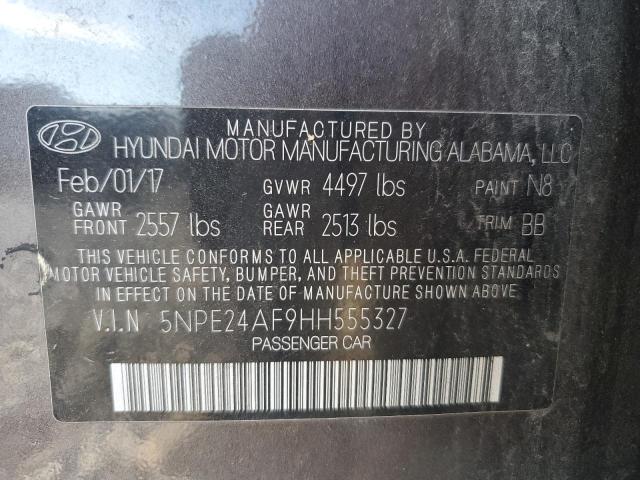 MANUFACTURED BY
HYUNDAI MOTOR MANUFACTURING ALABAMA, LLC
Feb/01/17 GVWR 4497 lbs PAINT N8
GAWR FRONT 2557 lbs GAWR REAR 2513 lbs TRIM BB
THIS VEHICLE CONFORMS TO ALL APPLICABLE U.S.A. FEDERAL
MOTOR VEHICLE SAFETY, BUMPER, AND THEFT PREVENTION STANDARDS
IN EFFECT ON THE DATE OF MANUFACTURE SHOWN ABOVE.
V.I.N 5NPE24AF9HH555327
PASSENGER CAR